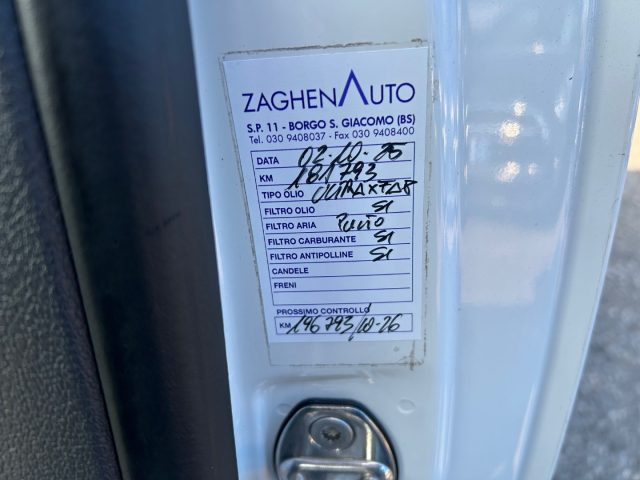 ZAGHENAUTO
S.P. 11 - BORGO S. GIACOMO (BS)
Tel. 030 9408037 - Fax 030 9408400
DATA 02-10-25
KM 181793
TIPO OLIO
FILTRO OLIO SI
FILTRO ARIA
FILTRO CARBURANTE SI
FILTRO ANTIPOLLINE SI
CANDELE
FRENI
PROSSIMO CONTROLLO
KM 196793/10-26